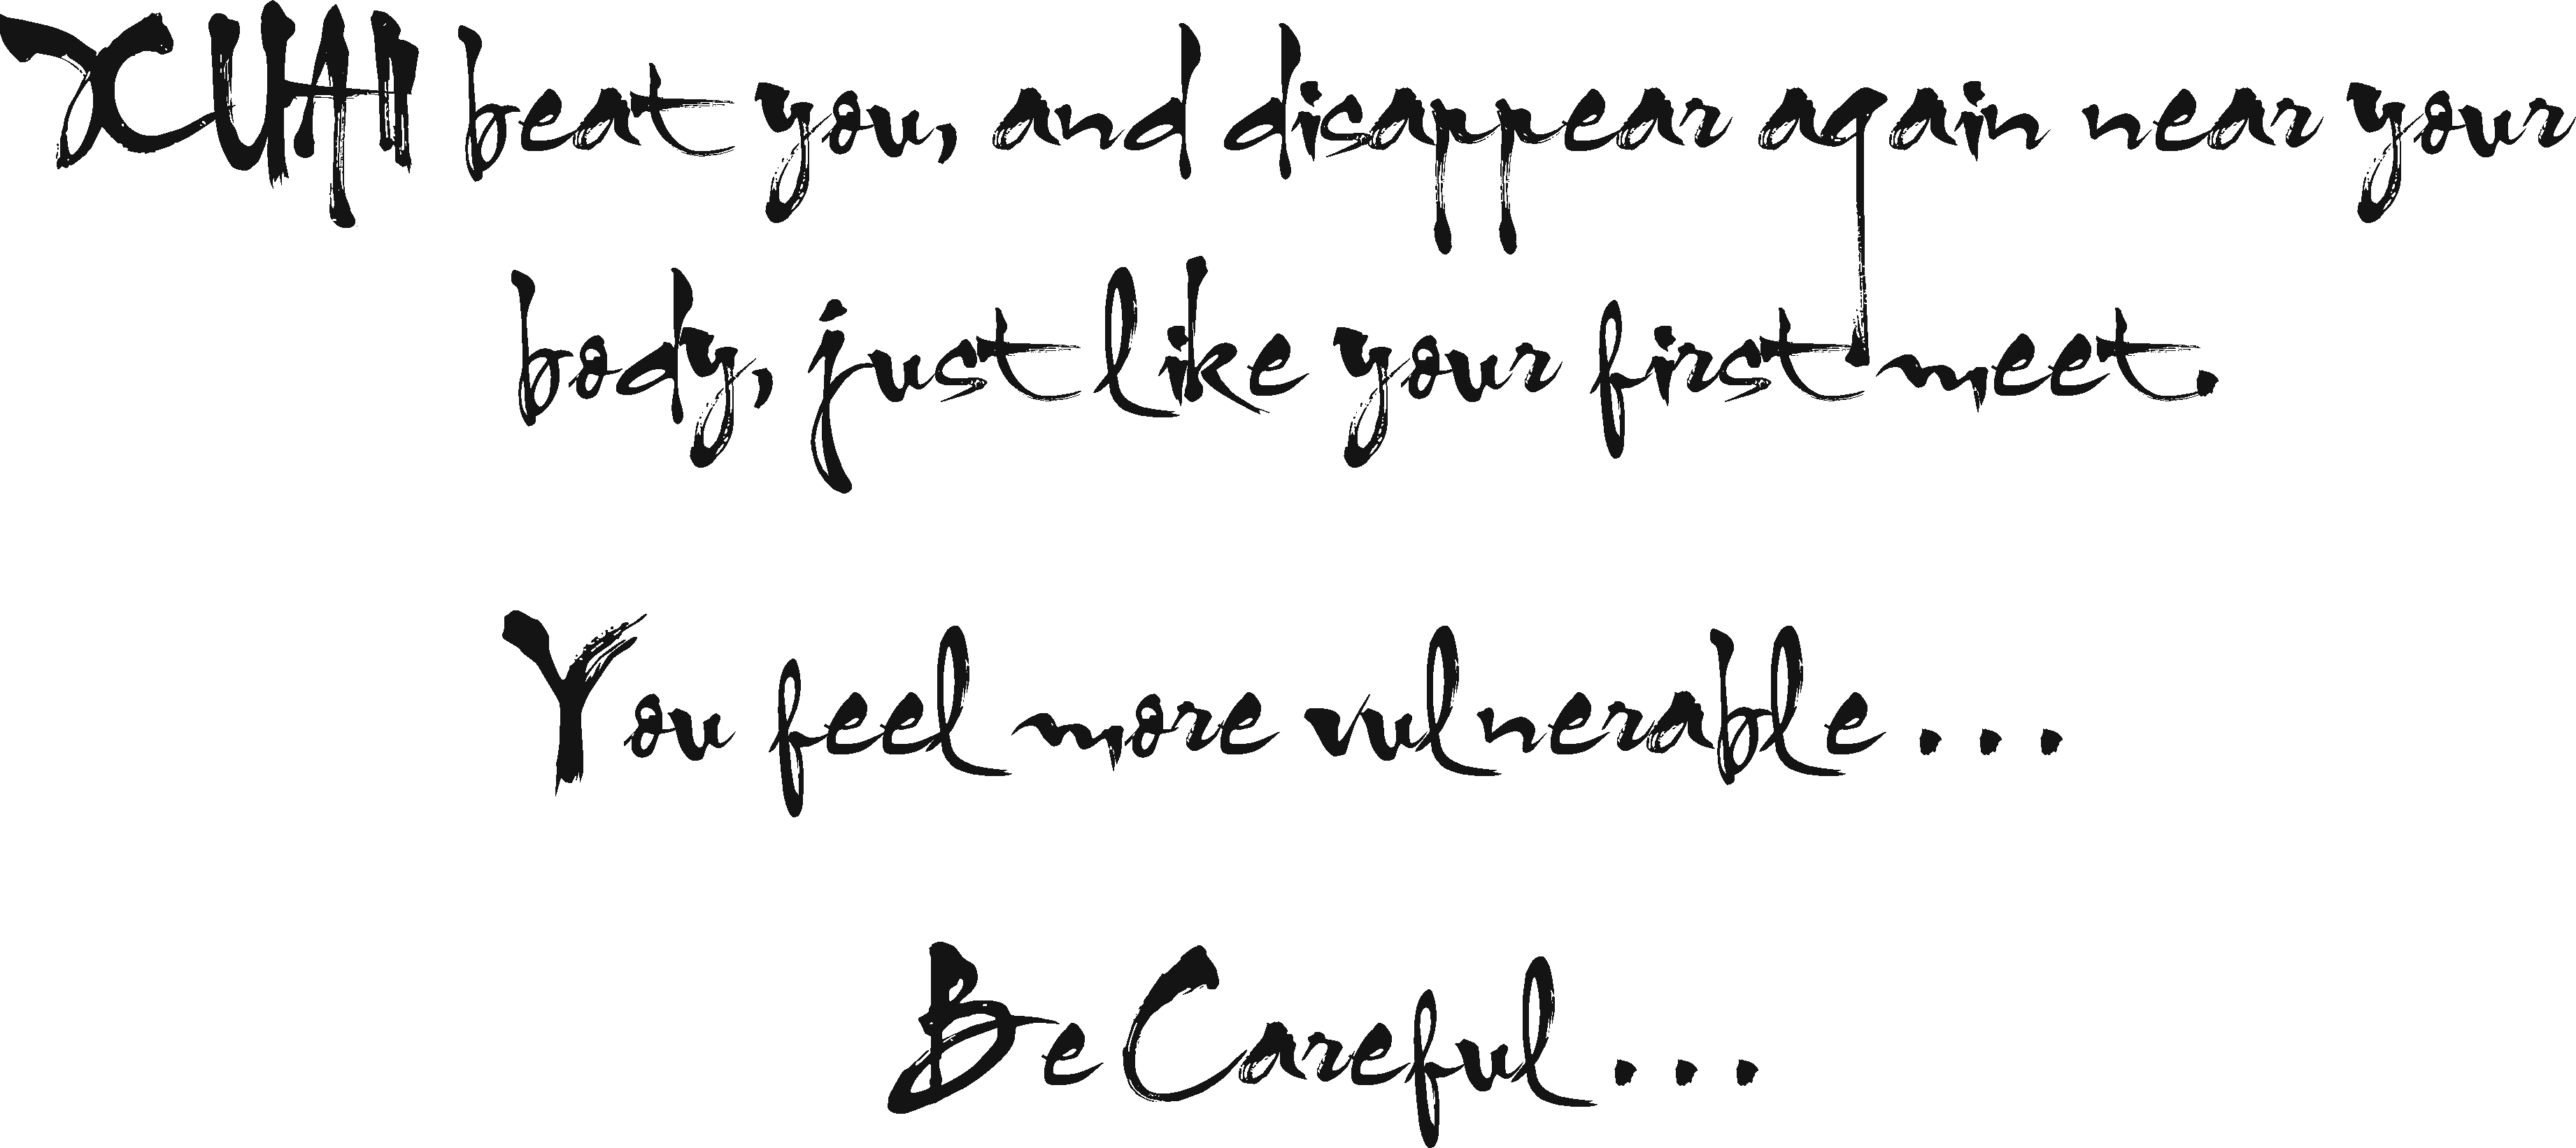 XUAN beat you, and disappear again near your
body, just like your first meet.
You feel more vulnerable...
Be Careful...